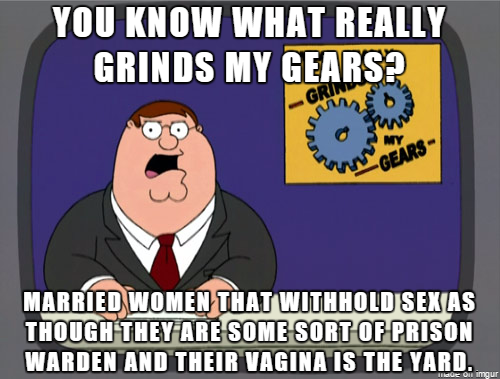 YOU KNOW WHAT REALLY
GRINDS MY GEARS?
MY
GEARS
MARRIED WOMEN THAT WITHHOLD SEX AS
THOUGH THEY ARE SOME SORT OF PRISON
WARDEN AND THEIR VAGINA IS THE YARD.
made on imgur